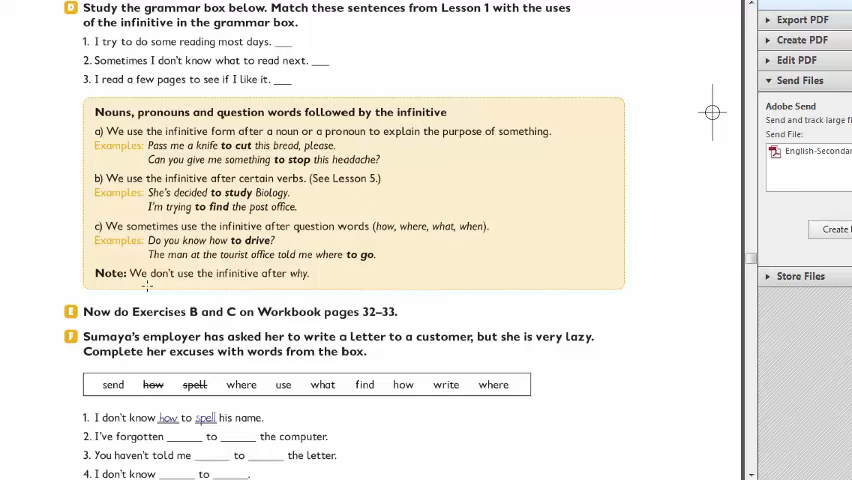 D Study the grammar box below. Match these sentences from Lesson 1 with the uses
of the infinitive in the grammar box.
1. I try to do some reading most days. ___
2. Sometimes I don't know what to read next. ___
3. I read a few pages to see if I like it. ___
Nouns, pronouns and question words followed by the infinitive
a) We use the infinitive form after a noun or a pronoun to explain the purpose of something.
Examples: Pass me a knife to cut this bread, please.
Can you give me something to stop this headache?
b) We use the infinitive after certain verbs. (See Lesson 5.)
Examples: She's decided to study Biology.
I'm trying to find the post office.
c) We sometimes use the infinitive after question words (how, where, what, when).
Examples: Do you know how to drive?
The man at the tourist office told me where to go.
Note: We don't use the infinitive after why.
E Now do Exercises B and C on Workbook pages 32–33.
F Sumaya's employer has asked her to write a letter to a customer, but she is very lazy.
Complete her excuses with words from the box.
send how spell where use what find how write where
1. I don't know how to spell his name.
2. I've forgotten ______ to ______ the computer.
3. You haven't told me ______ to ______ the letter.
4. I don't know ______ to ______.
Export PDF
Create PDF
Edit PDF
Send Files
Adobe Send
Send and track large
Send File:
English-Secondar
Create
Store Files